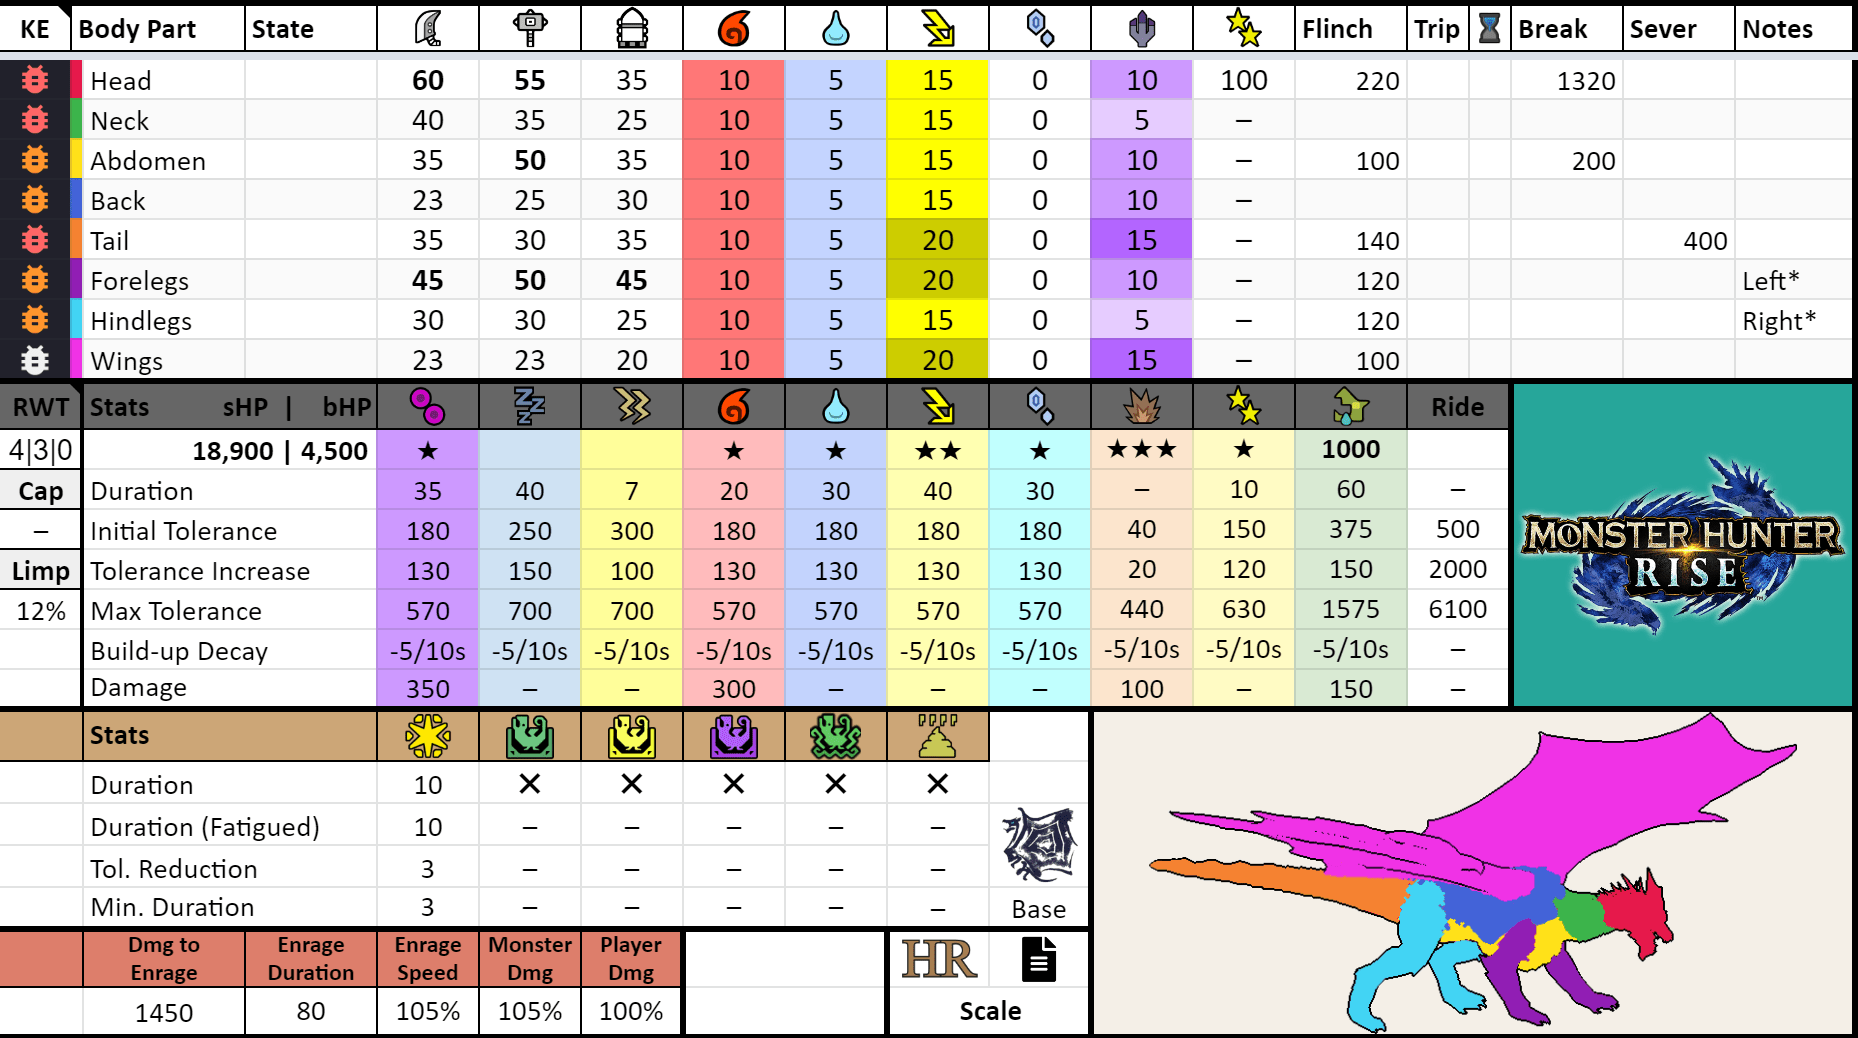 KE Body Part State Flinch Trip Break Sever Notes
Head 60 55 35 10 5 15 0 10 100 220 1320
Neck 40 35 25 10 5 15 0 5 –
Abdomen 35 50 35 10 5 15 0 10 – 100 200
Back 23 25 30 10 5 15 0 10 –
Tail 35 30 35 10 5 20 0 15 – 140 400
Forelegs 45 50 45 10 5 20 0 10 – 120 Left*
Hindlegs 30 30 25 10 5 15 0 5 – 120 Right*
Wings 23 23 20 10 5 20 0 15 – 100
RWT Stats sHP | bHP Ride
4|3|0 18,900 | 4,500 ★ ★ ★ ★★ ★ ★★★ ★ 1000
Cap Duration 35 40 7 20 30 40 30 – 10 60 –
– Initial Tolerance 180 250 300 180 180 180 180 40 150 375 500
Limp Tolerance Increase 130 150 100 130 130 130 130 20 120 150 2000
12% Max Tolerance 570 700 700 570 570 570 570 440 630 1575 6100
Build-up Decay -5/10s -5/10s -5/10s -5/10s -5/10s -5/10s -5/10s -5/10s -5/10s -5/10s –
Damage 350 – – 300 – – – 100 – 150 –
MONSTER HUNTER
RISE
Stats
Duration 10 ✕ ✕ ✕ ✕ ✕
Duration (Fatigued) 10 – – – – –
Tol. Reduction 3 – – – – –
Min. Duration 3 – – – – –
Base
Dmg to Enrage Enrage Monster Player
Enrage Duration Speed Dmg Dmg
HR
1450 80 105% 105% 100%
Scale